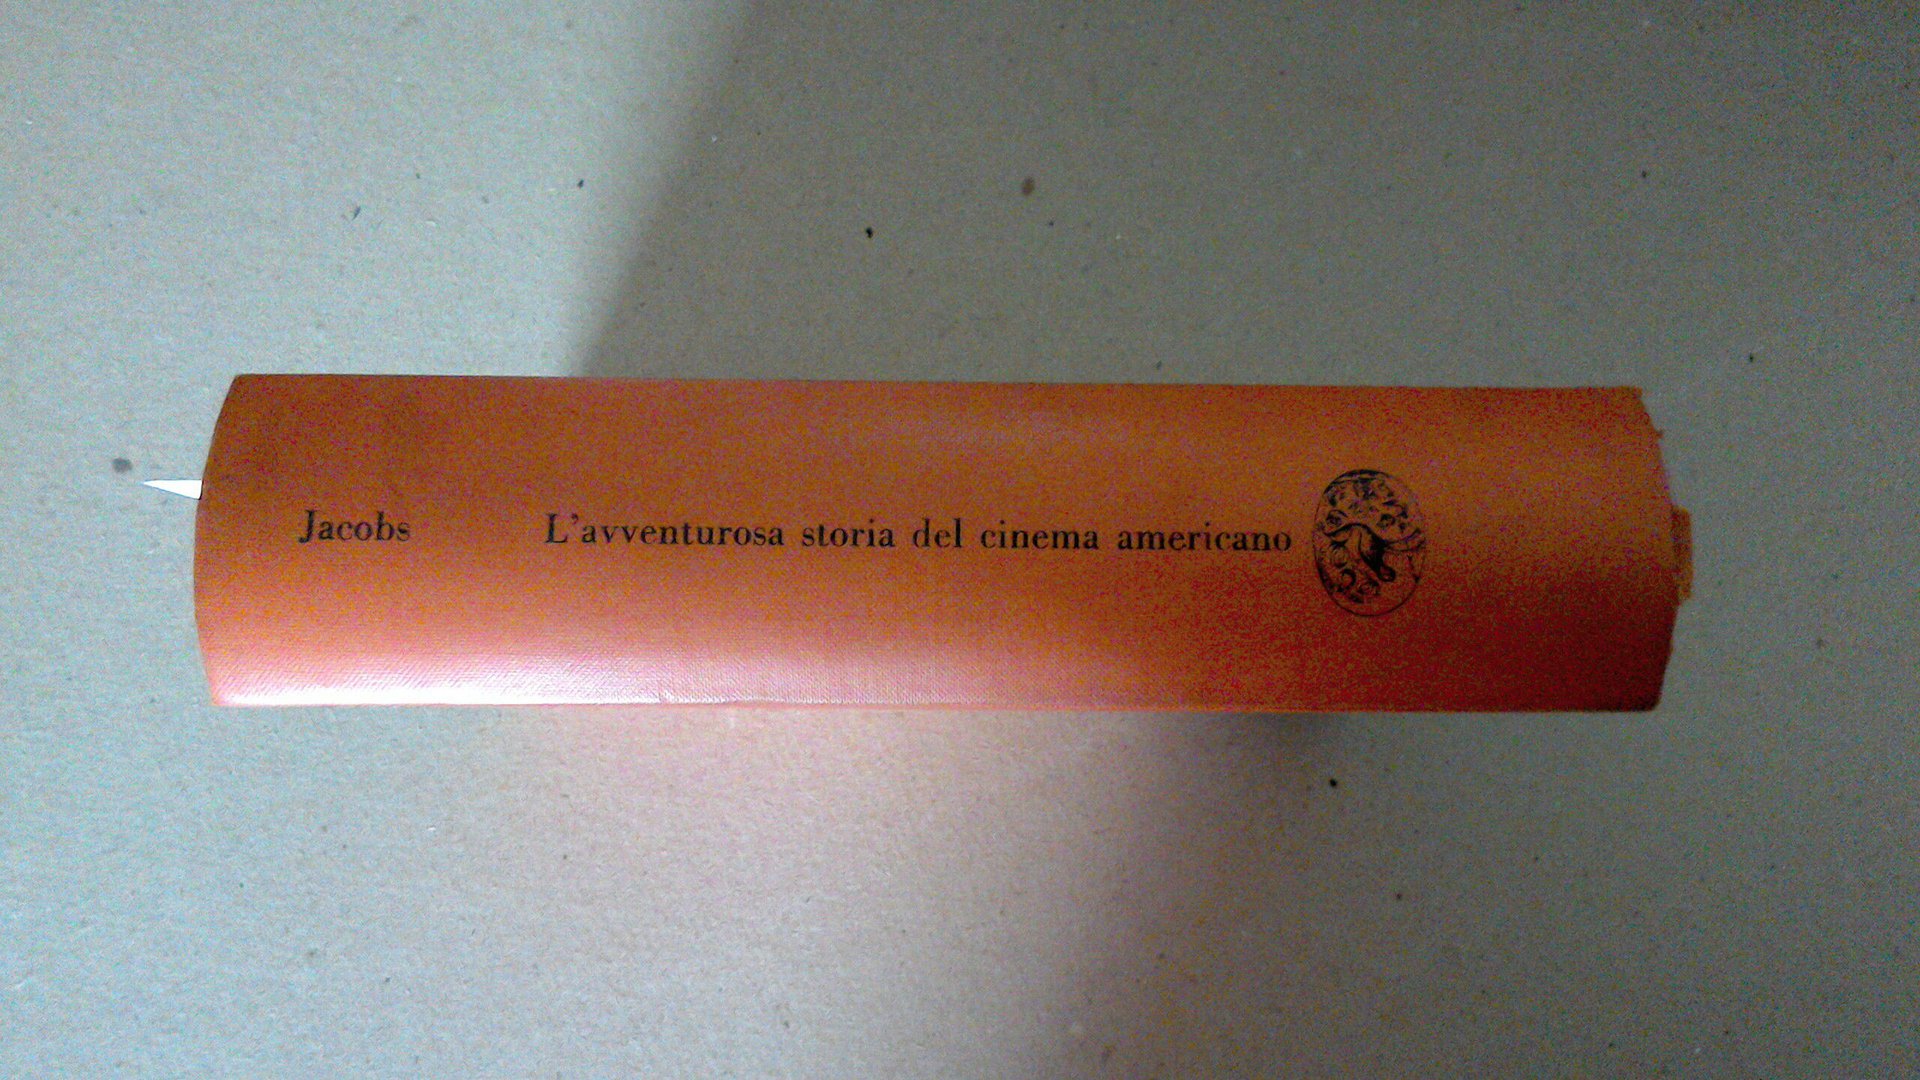 Jacobs L'avventurosa storia del cinema americano